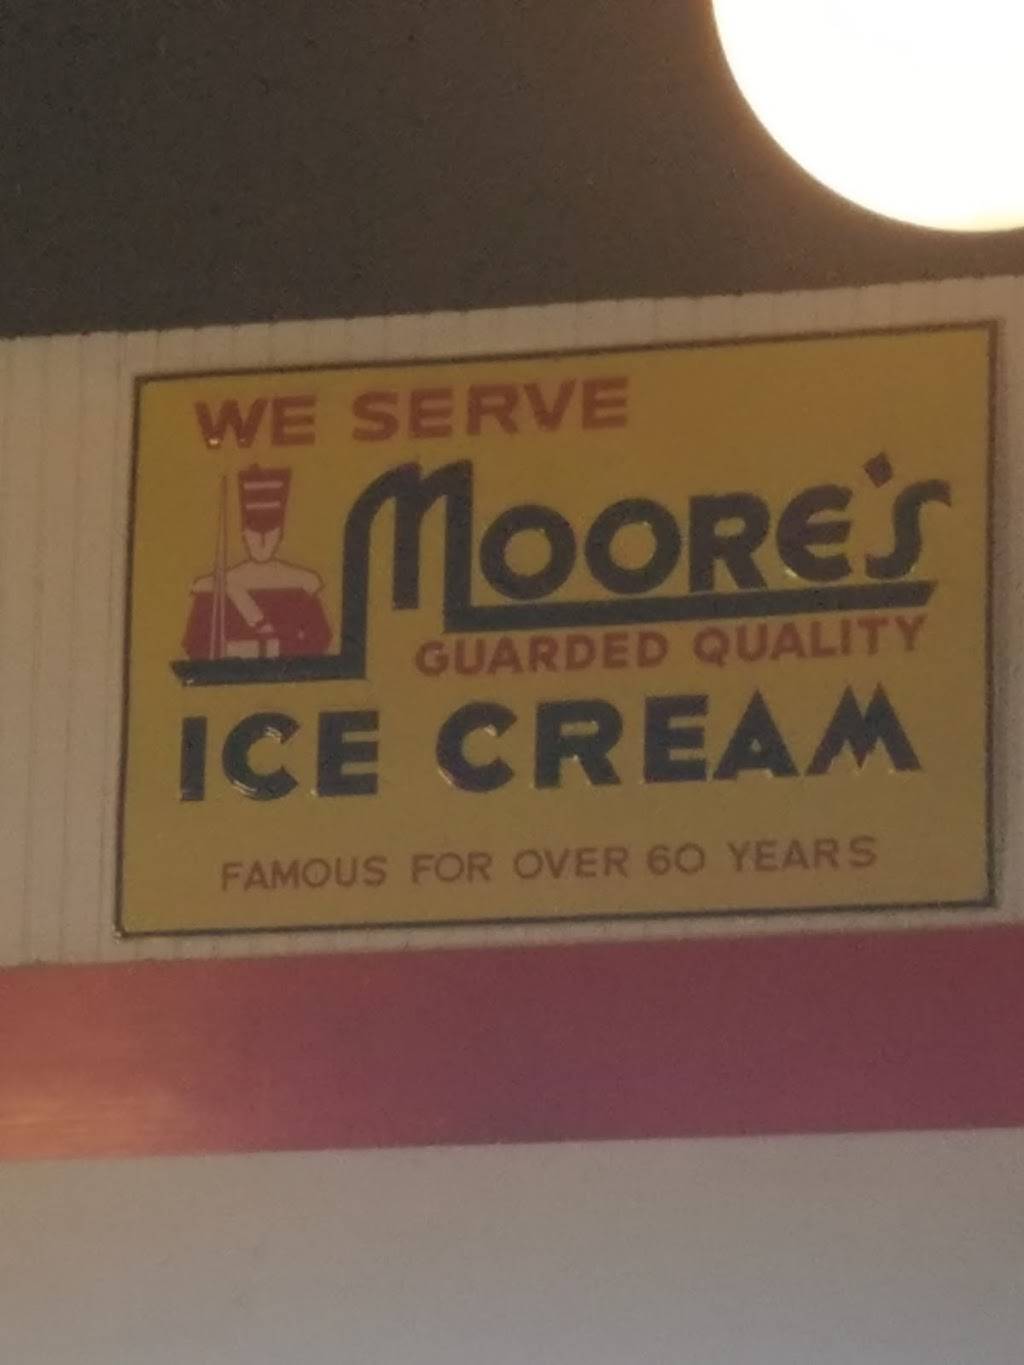 WE SERVE
MOORE'S
GUARDED QUALITY
ICE CREAM
FAMOUS FOR OVER 60 YEARS